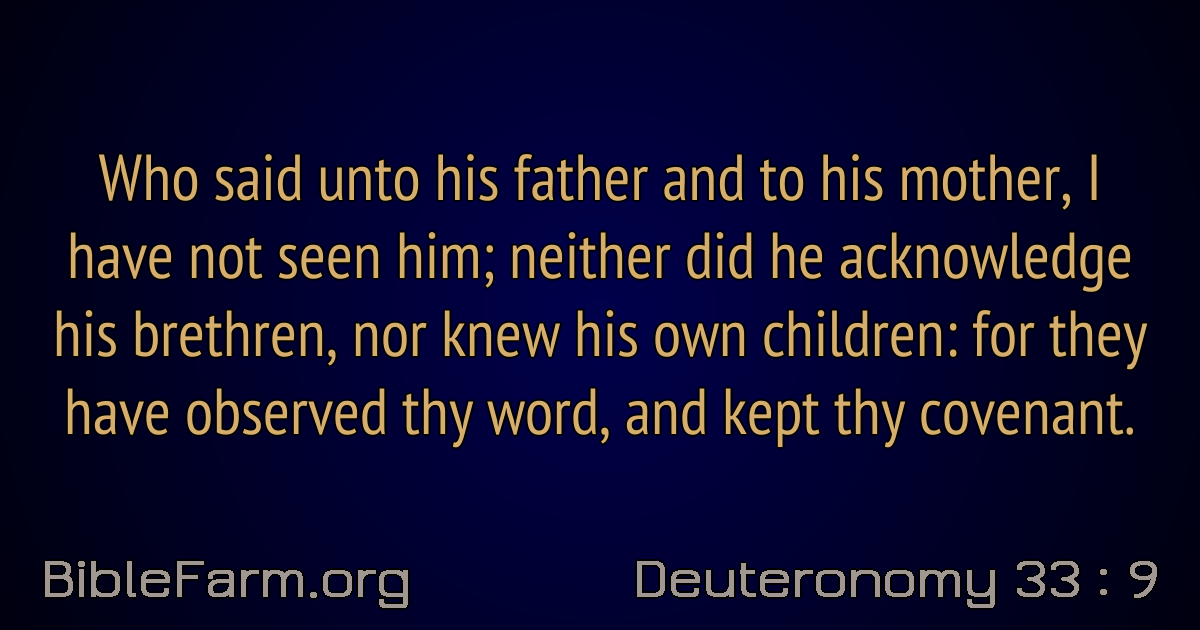 Who said unto his father and to his mother, I
have not seen him; neither did he acknowledge
his brethren, nor knew his own children: for they
have observed thy word, and kept thy covenant.
BibleFarm.org
Deuteronomy 33 : 9